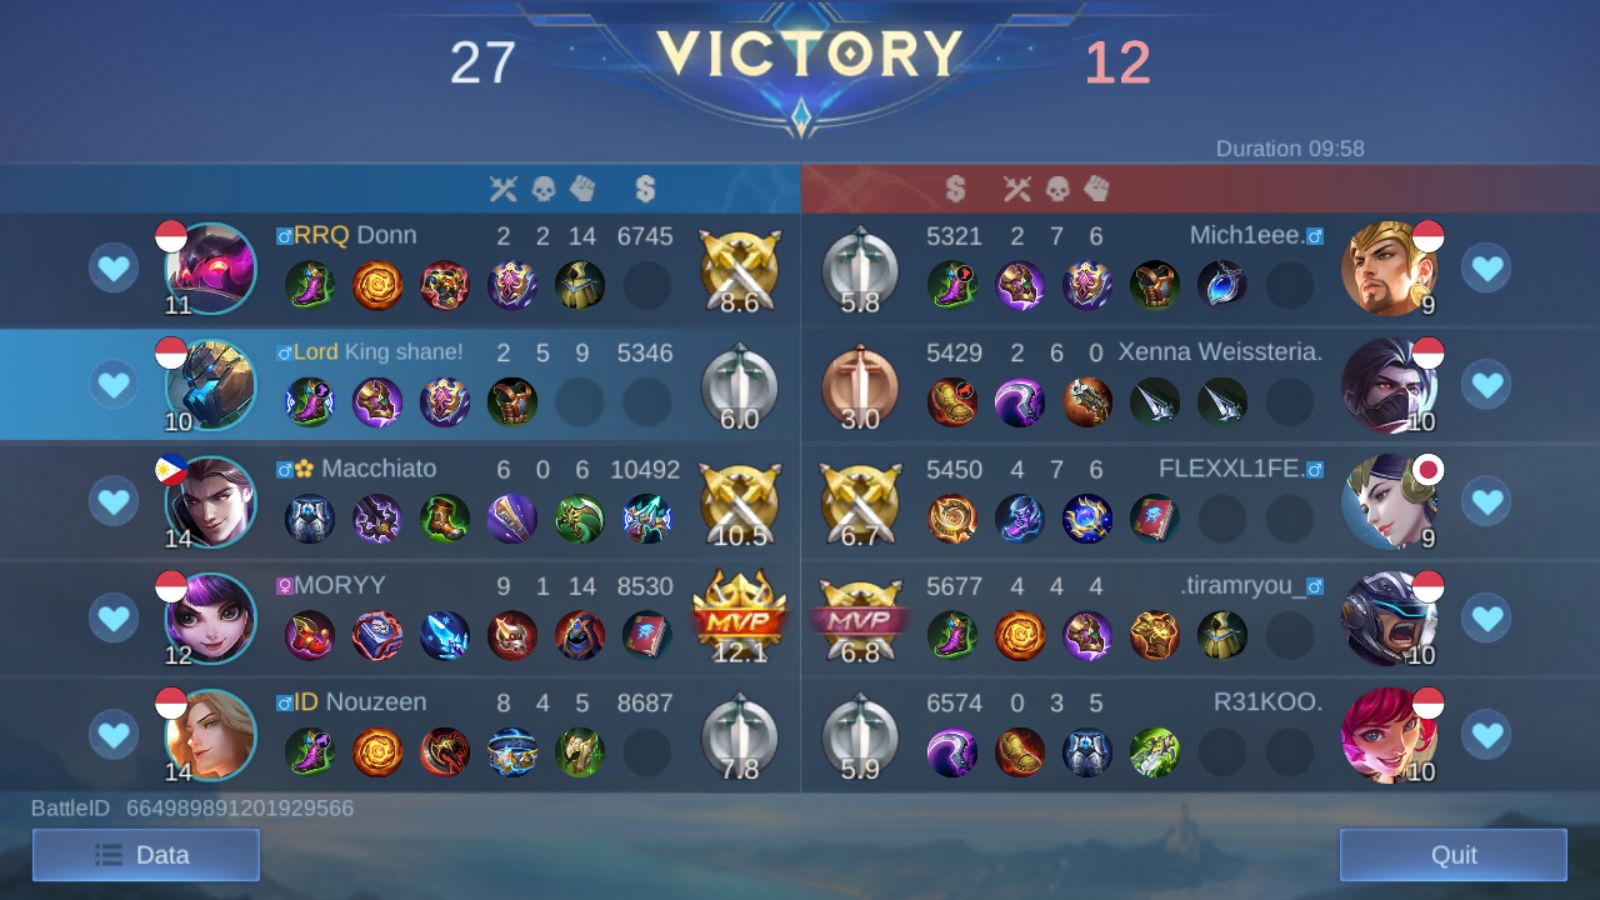 27 VICTORY 12
Duration 09:58
RRQ Donn 2 2 14 6745
11 8.6
5321 2 7 6 Mich1eee.
5.8 9
Lord King shane! 2 5 9 5346
10 6.0
5429 2 6 0 Xenna Weissteria.
3.0 10
Macchiato 6 0 6 10492
14 10.5
5450 4 7 6 FLEXXL1FE.
6.7 9
MORYY 9 1 14 8530
MVP
12 12.1
5677 4 4 4 .tiramryou_
MVP
6.8 10
ID Nouzeen 8 4 5 8687
14 7.8
6574 0 3 5 R31KOO.
5.9 10
BattleID 664989891201929566
Data
Quit